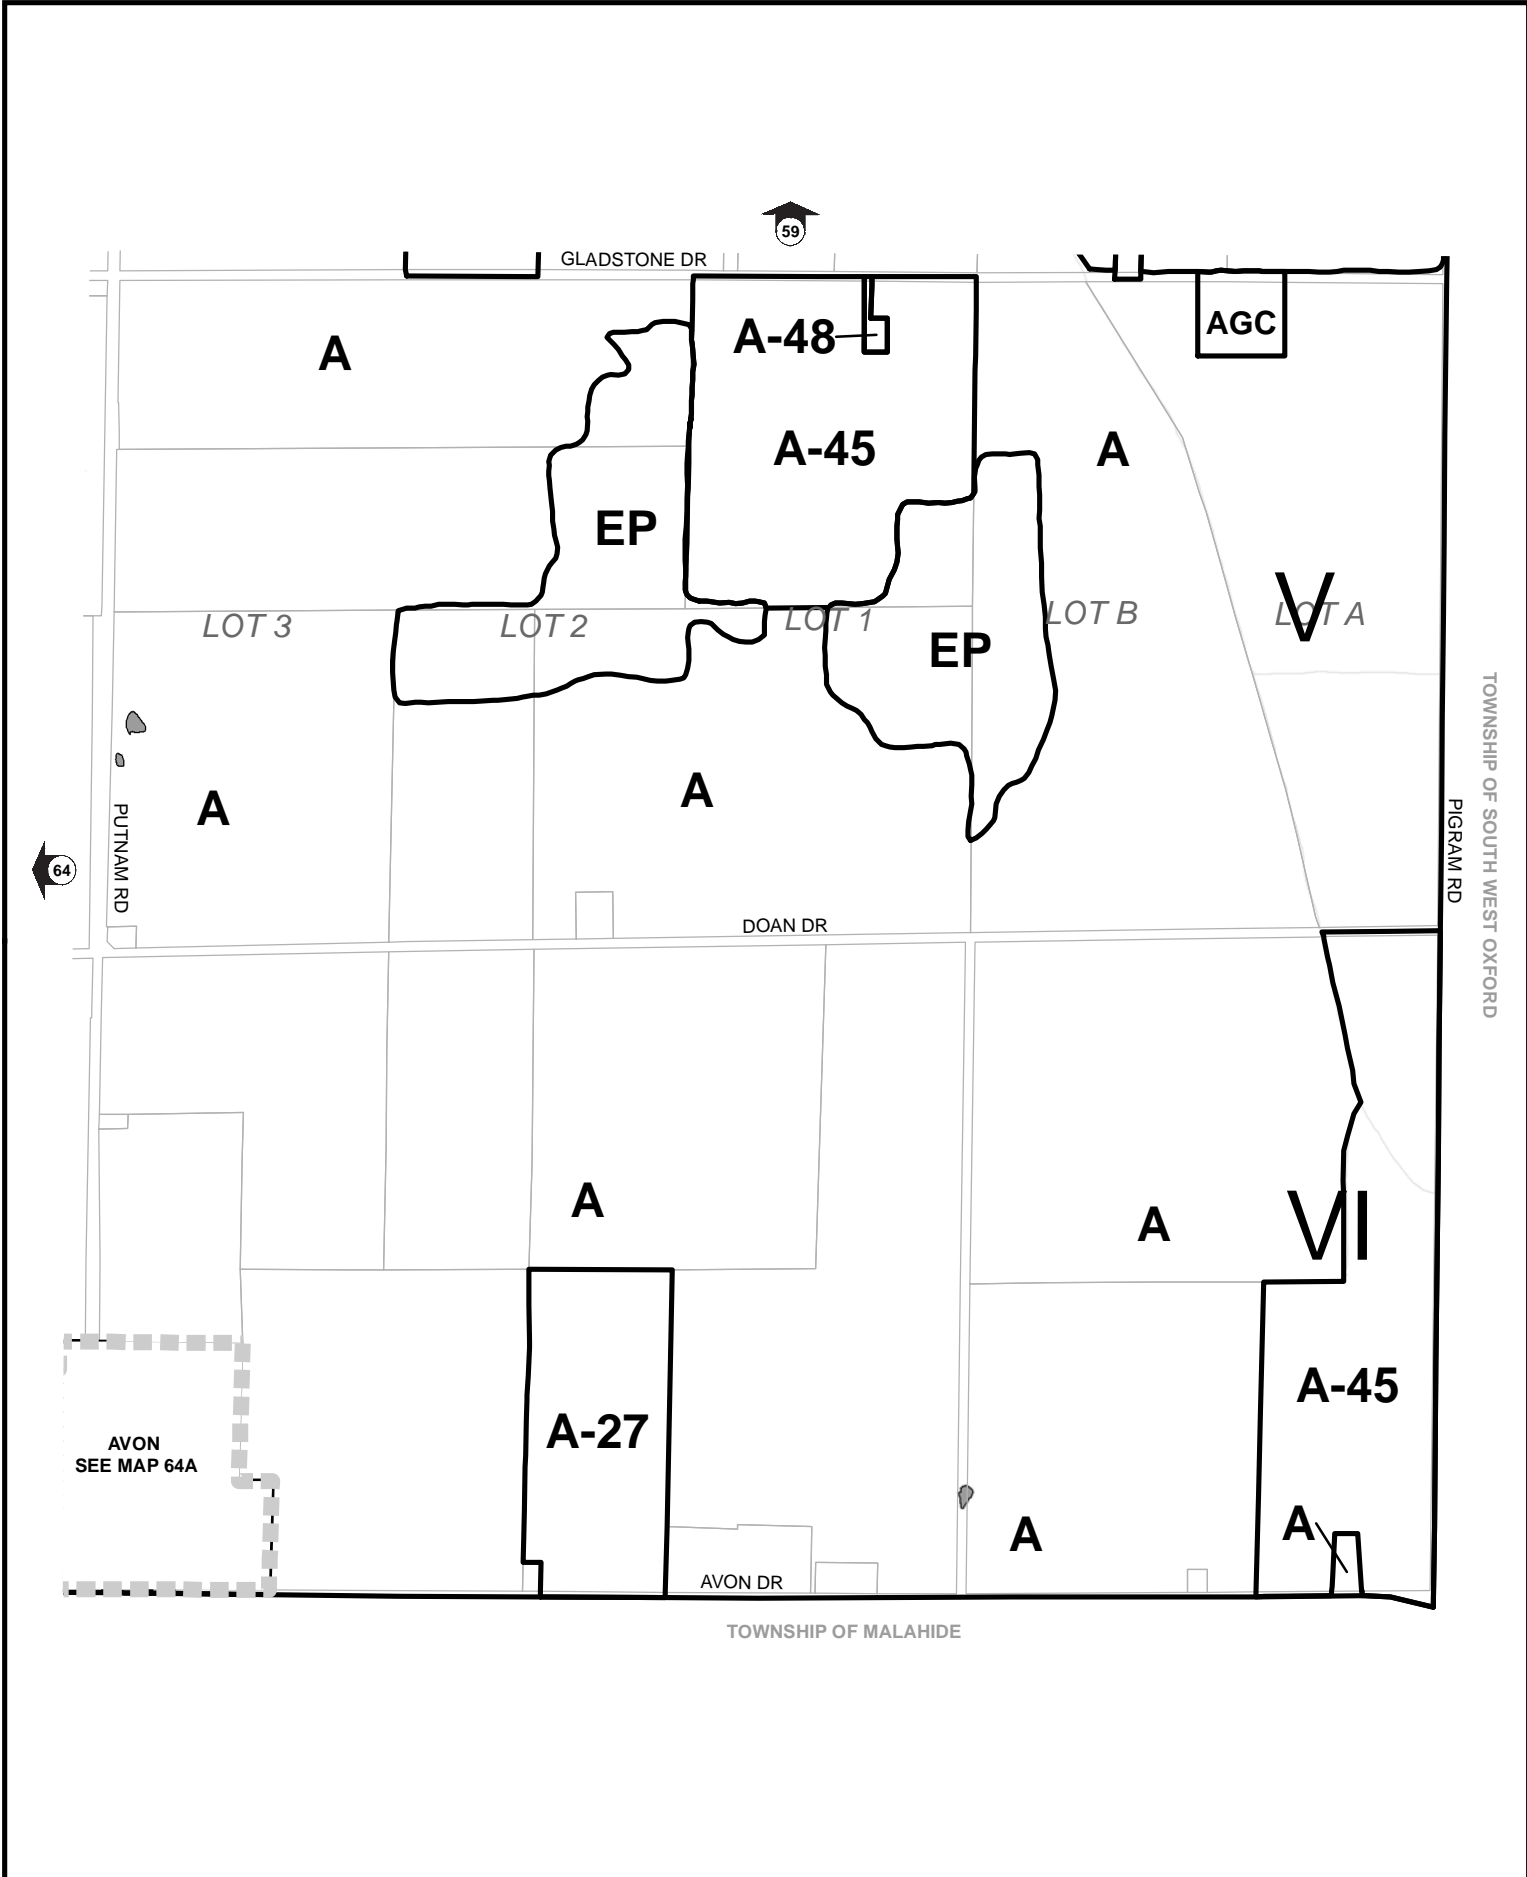 59
GLADSTONE DR
A-48
AGC
A
A-45
A
EP
V
LOT 3
LOT 2
LOT 1
LOT B
LOT A
EP
TOWNSHIP OF SOUTH WEST OXFORD
A
A
PUTNAM RD
PIGRAM RD
64
DOAN DR
A
A
VI
A-45
A-27
AVON
SEE MAP 64A
A
A
AVON DR
TOWNSHIP OF MALAHIDE